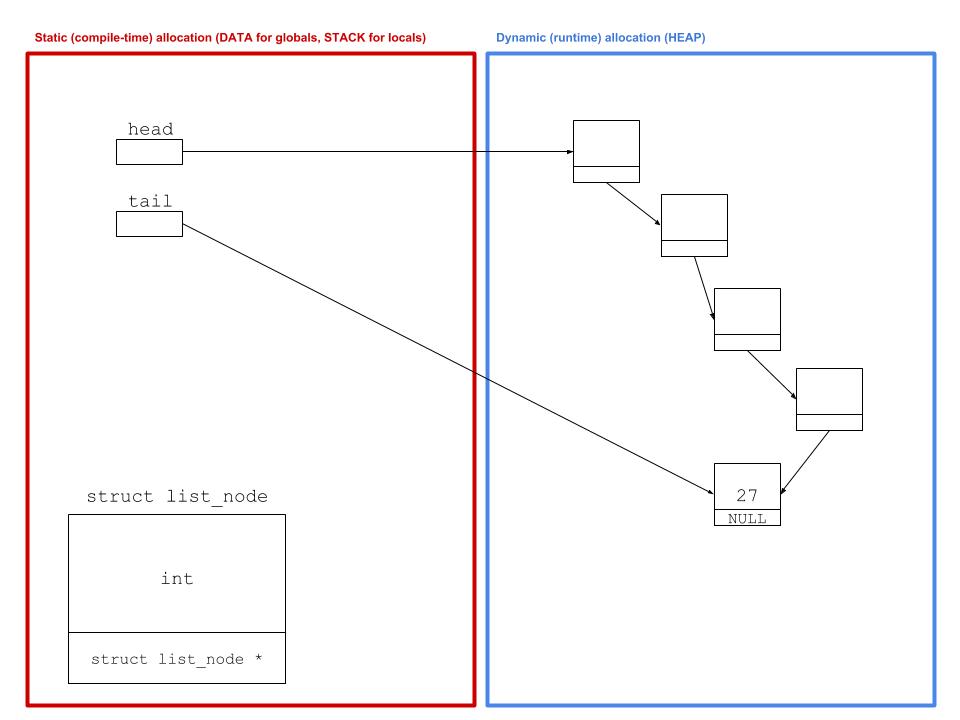 Static (compile-time) allocation (DATA for globals, STACK for locals)
Dynamic (runtime) allocation (HEAP)
head
tail
27
NULL
struct list_node
int
struct list_node *